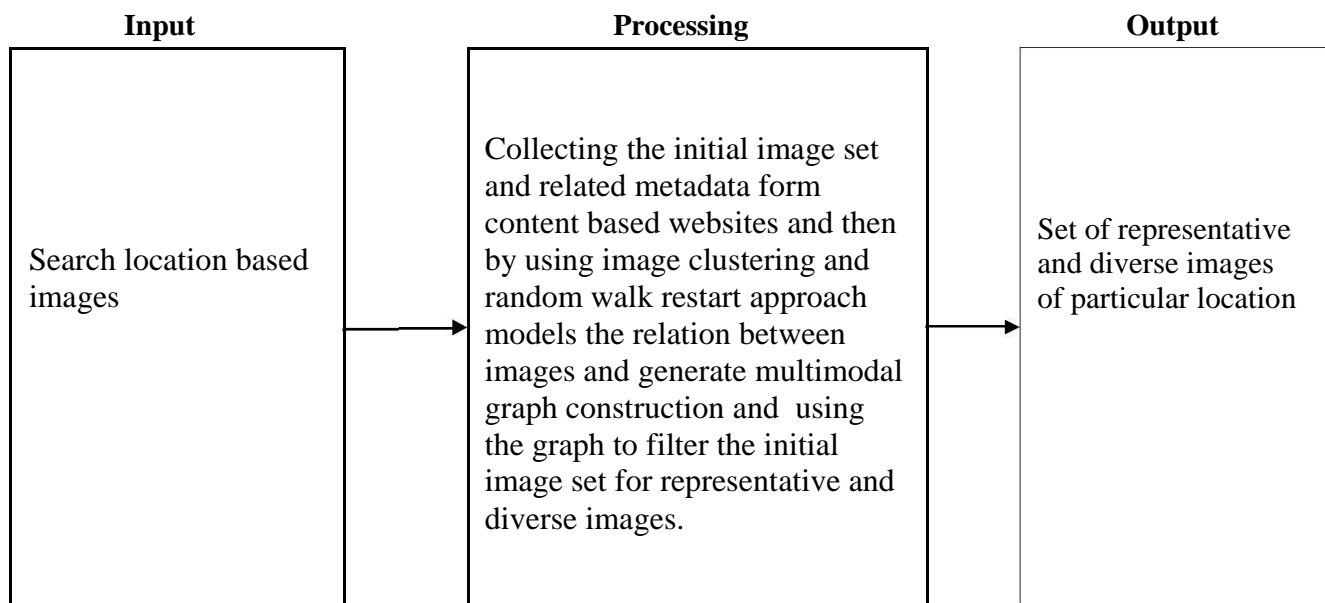 Input
Processing
Output
Search location based
images
Collecting the initial image set
and related metadata form
content based websites and then
by using image clustering and
random walk restart approach
models the relation between
images and generate multimodal
graph construction and  using
the graph to filter the initial
image set for representative and
diverse images.
Set of representative
and diverse images
of particular location